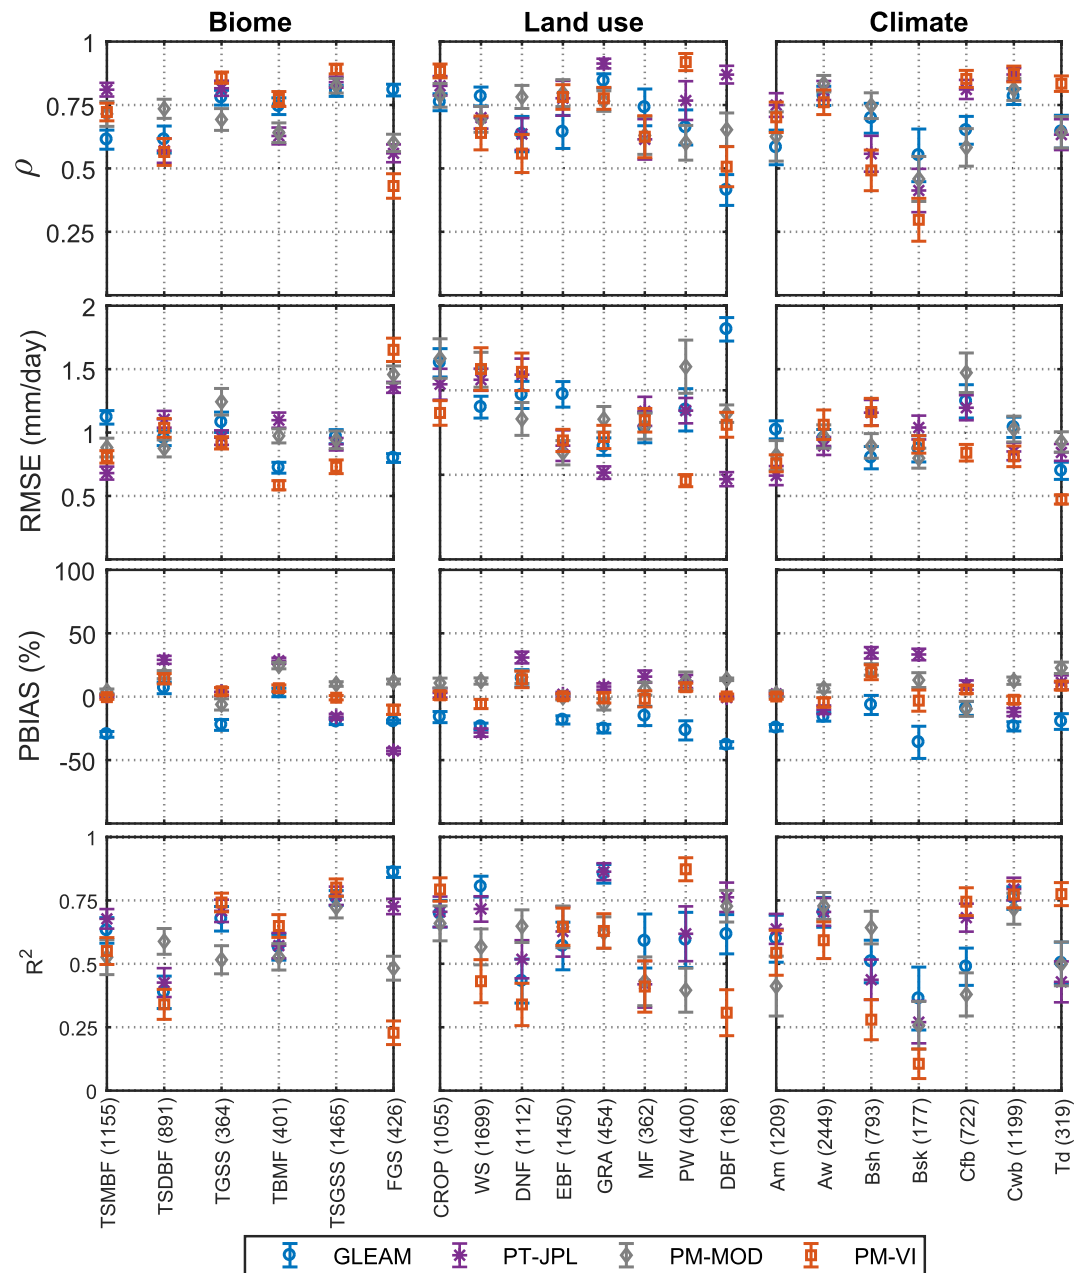 Biome
Land use
Climate
1
0.75
0.5
0.25
ρ
2
1.5
1
0.5
RMSE (mm/day)
100
50
0
-50
PBIAS (%)
1
0.75
0.5
0.25
0
R²
TSMBF (1155)
TSDBF (891)
TGSS (364)
TBMF (401)
TSGSS (1465)
FGS (426)
CROP (1055)
WS (1699)
DNF (1112)
EBF (1450)
GRA (454)
MF (362)
PW (400)
DBF (168)
Am (1209)
Aw (2449)
Bsh (793)
Bsk (177)
Cfb (722)
Cwb (1199)
Td (319)
GLEAM PT-JPL PM-MOD PM-VI